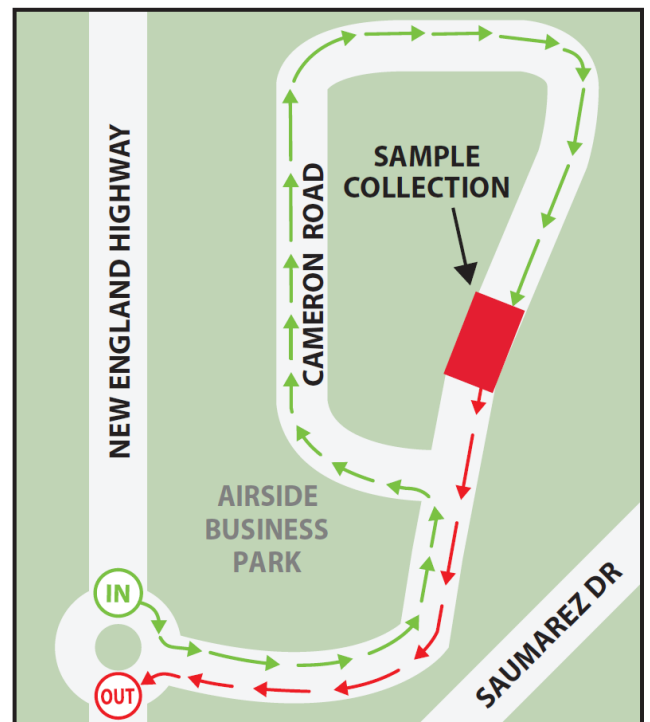 NEW ENGLAND HIGHWAY
CAMERON ROAD
SAMPLE
COLLECTION
AIRSIDE
BUSINESS
PARK
IN
OUT
SAUMAREZ DR